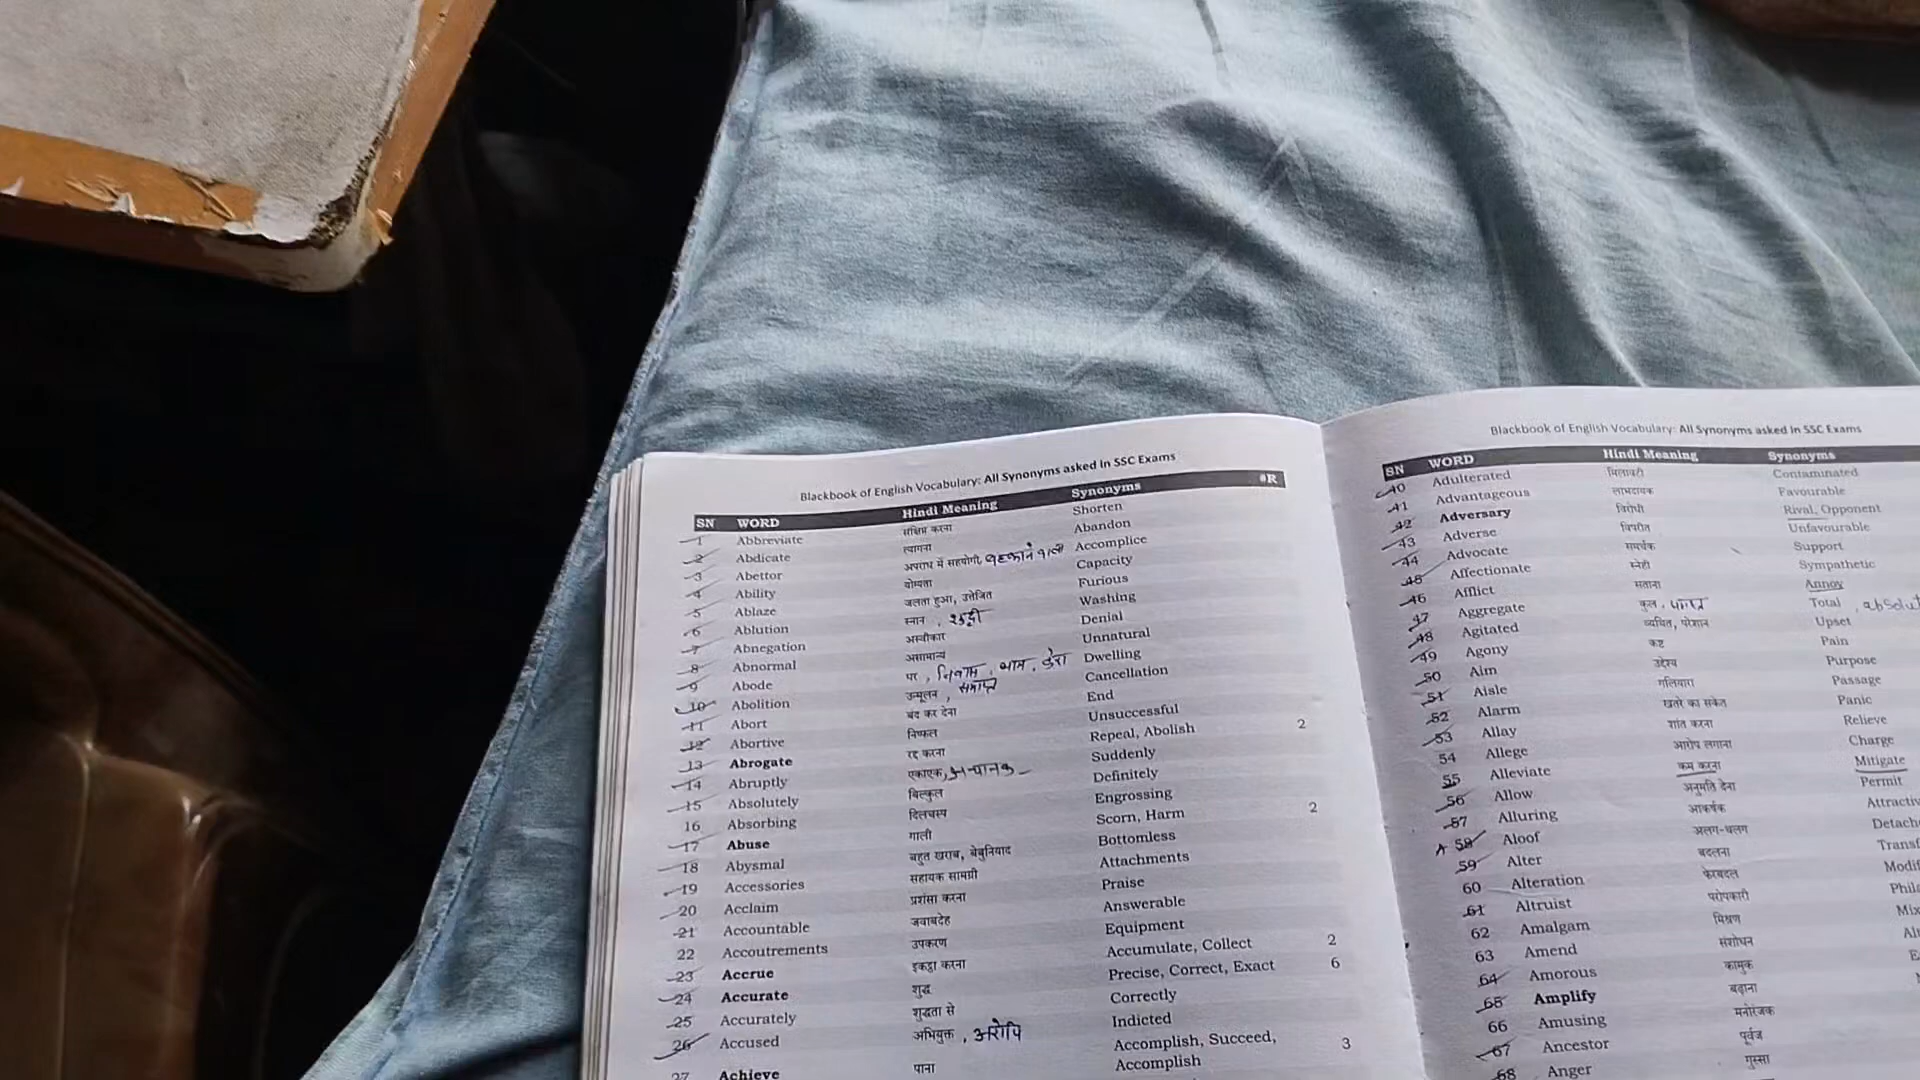 Blackbook of English Vocabulary: All Synonyms asked in SSC Exams
SN WORD Hindi Meaning Synonyms #R
1 Abbreviate संक्षिप्त करना Shorten
2 Abdicate त्यागना Abandon
3 Abettor अपराध में सहयोगी, बहकाने वाला Accomplice
4 Ability योग्यता Capacity
5 Ablaze जलता हुआ, उत्तेजित Furious
6 Ablution स्नान , शुद्धी Washing
7 Abnegation अस्वीकार Denial
8 Abnormal असामान्य Unnatural
9 Abode घर , निवास , धाम , डेरा Dwelling
10 Abolition उन्मूलन , समाप्त Cancellation
11 Abort बंद कर देना End
12 Abortive निष्फल Unsuccessful
13 Abrogate रद्द करना Repeal, Abolish 2
14 Abruptly एकाएक, अचानक Suddenly
15 Absolutely बिल्कुल Definitely
16 Absorbing दिलचस्प Engrossing
17 Abuse गाली Scorn, Harm 2
18 Abysmal बहुत खराब, बेबुनियाद Bottomless
19 Accessories सहायक सामग्री Attachments
20 Acclaim प्रशंसा करना Praise
21 Accountable जवाबदेह Answerable
22 Accoutrements उपकरण Equipment
23 Accrue इकट्ठा करना Accumulate, Collect 2
24 Accurate शुद्ध Precise, Correct, Exact 6
25 Accurately शुद्धता से Correctly
26 Accused अभियुक्त , आरोपि Indicted
27 Achieve पाना Accomplish, Succeed, 3
Accomplish
Blackbook of English Vocabulary: All Synonyms asked in SSC Exams
SN WORD Hindi Meaning Synonyms
40 Adulterated मिलावटी Contaminated
41 Advantageous लाभदायक Favourable
42 Adversary विरोधी Rival, Opponent
43 Adverse विपरीत Unfavourable
44 Advocate समर्थक Support
45 Affectionate स्नेही Sympathetic
46 Afflict सताना Annoy
47 Aggregate कुल , Total , absolut
48 Agitated व्यथित, परेशान Upset
49 Agony कष्ट Pain
50 Aim उद्देश्य Purpose
51 Aisle गलियारा Passage
52 Alarm खतरे का संकेत Panic
53 Allay शांत करना Relieve
54 Allege आरोप लगाना Charge
55 Alleviate कम करना Mitigate
56 Allow अनुमति देना Permit
57 Alluring आकर्षक Attractiv
58 Aloof अलग-थलग Detach
59 Alter बदलना Transf
60 Alteration फेरबदल Modif
61 Altruist परोपकारी Phila
62 Amalgam मिश्रण Mix
63 Amend संशोधन Al
64 Amorous कामुक E
65 Amplify बढ़ाना
66 Amusing मनोरंजक
67 Ancestor पूर्वज
68 Anger गुस्सा